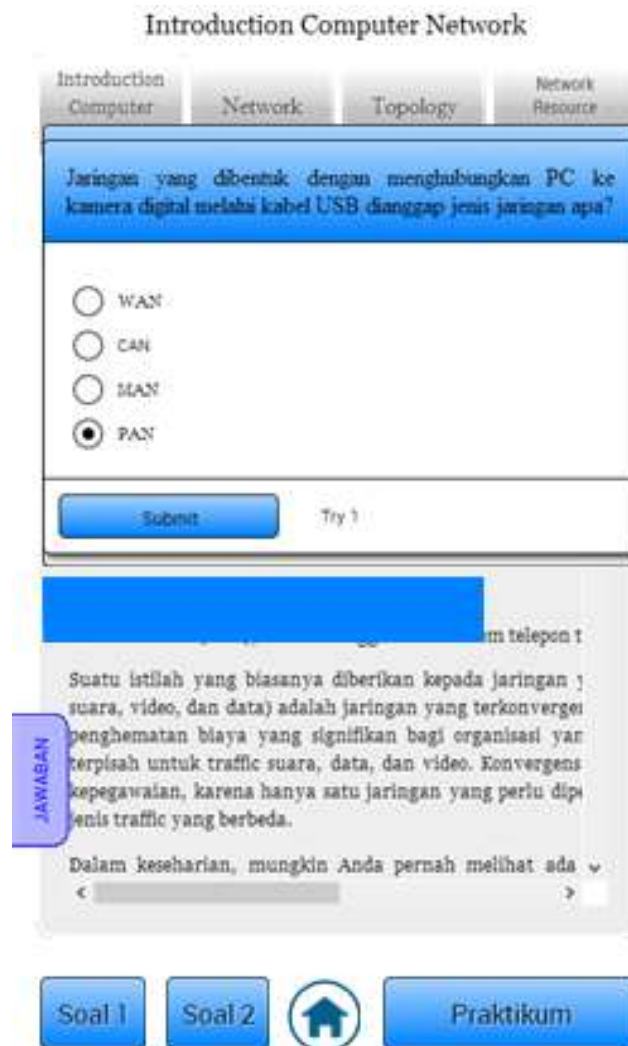 Introduction Computer Network
Introduction
Computer
Network
Topology
Network
Resource
Jaringan yang dibentuk dengan menghubungkan PC ke
kamera digital melalui kabel USB dianggap jenis jaringan apa?
WAN
CAN
MAN
PAN
Submit
Try 1
m telepon t
Suatu istilah yang biasanya diberikan kepada jaringan y
suara, video, dan data) adalah jaringan yang terkonverge
penghematan biaya yang signifikan bagi organisasi yan
terpisah untuk traffic suara, data, dan video. Konvergens
kepegawaian, karena hanya satu jaringan yang perlu dipe
jenis traffic yang berbeda.
JAWABAN
Dalam keseharian, mungkin Anda pernah melihat ada
Soal 1
Soal 2
Praktikum